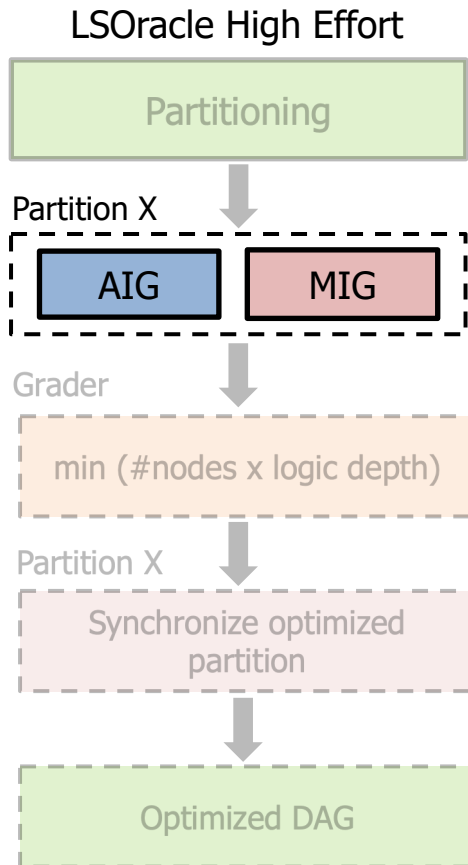 LSOracle High Effort
Partitioning
Partition X
AIG MIG
Grader
min (#nodes x logic depth)
Partition X
Synchronize optimized
partition
Optimized DAG